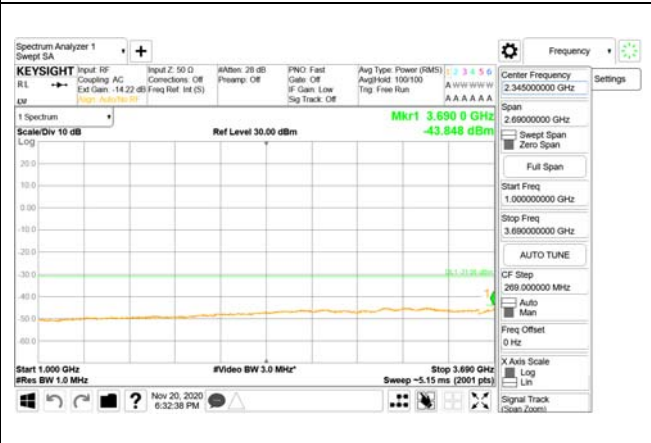 Spectrum Analyzer 1
Swept SA
Frequency
KEYSIGHT
RL
LNI
Input: RF
Coupling: AC
Ext Gain: -14.22 dB
Align: Auto/No RF
Input Z: 50 Ω
Corrections: Off
Freq Ref: Int (S)
#Atten: 28 dB
Preamp: Off
PNO: Fast
Gate: Off
IF Gain: Low
Sig Track: Off
Avg Type: Power (RMS)
Avg|Hold: 100/100
Trig: Free Run
1 2 3 4 5 6
A W W W W W
A A A A A A
Center Frequency
2.345000000 GHz
Settings
1 Spectrum
Mkr1 3.690 0 GHz
Scale/Div 10 dB
Ref Level 30.00 dBm
-43.848 dBm
Log
20.0
10.0
0.00
-10.0
-20.0
-30.0
-40.0
-50.0
-60.0
1
Start 1.000 GHz
#Video BW 3.0 MHz*
Stop 3.690 GHz
#Res BW 1.0 MHz
Sweep ~5.15 ms (2001 pts)
Span
2.69000000 GHz
Swept Span
Zero Span
Full Span
Start Freq
1.000000000 GHz
Stop Freq
3.690000000 GHz
AUTO TUNE
CF Step
269.000000 MHz
Auto
Man
Freq Offset
0 Hz
X Axis Scale
Log
Lin
Signal Track
(Span Zoom)
?
Nov 20, 2020
6:32:38 PM